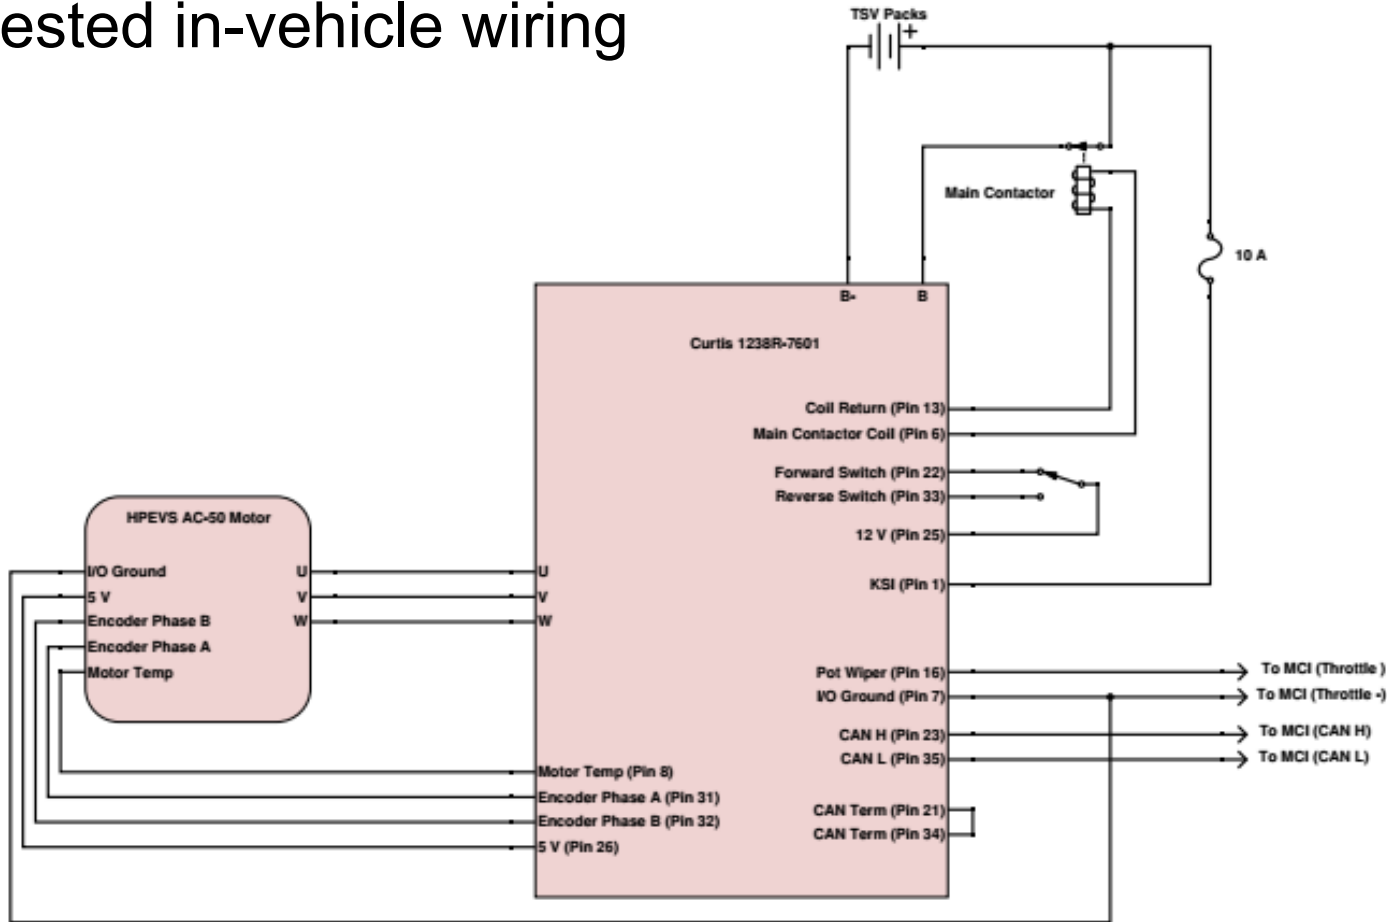 ested in-vehicle wiring
TSV Packs
+
Main Contactor
10 A
B-
B
Curtis 1238R-7601
Coil Return (Pin 13)
Main Contactor Coil (Pin 6)
Forward Switch (Pin 22)
Reverse Switch (Pin 33)
12 V (Pin 25)
KSI (Pin 1)
HPEVS AC-50 Motor
I/O Ground
5 V
Encoder Phase B
Encoder Phase A
Motor Temp
U
V
W
U
V
W
Pot Wiper (Pin 16)
I/O Ground (Pin 7)
CAN H (Pin 23)
CAN L (Pin 35)
CAN Term (Pin 21)
CAN Term (Pin 34)
To MCI (Throttle )
To MCI (Throttle -)
To MCI (CAN H)
To MCI (CAN L)
Motor Temp (Pin 8)
Encoder Phase A (Pin 31)
Encoder Phase B (Pin 32)
5 V (Pin 26)